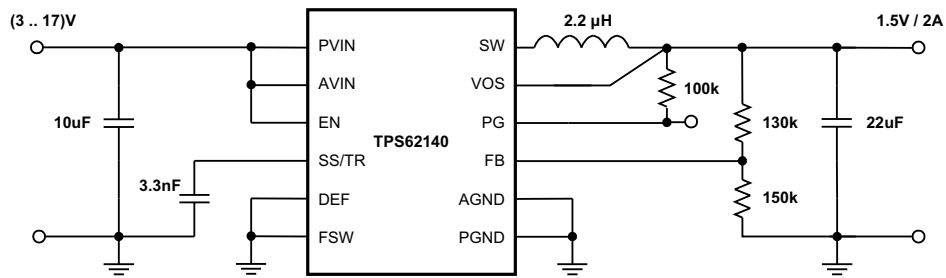 (3 .. 17)V
2.2 µH
1.5V / 2A
PVIN
SW
AVIN
VOS
100k
10uF
EN
PG
TPS62140
130k
22uF
SS/TR
FB
3.3nF
DEF
AGND
150k
FSW
PGND